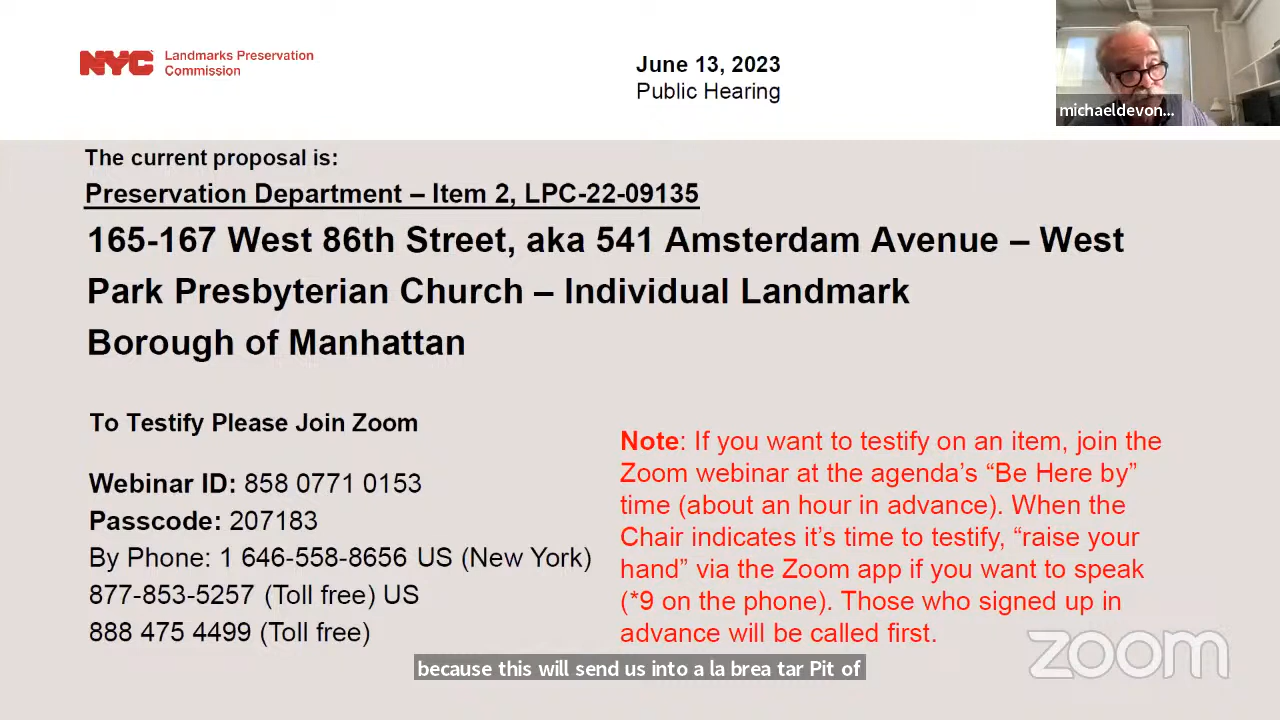 NYC Landmarks Preservation
Commission
June 13, 2023
Public Hearing
michaeldevon...
The current proposal is:
Preservation Department – Item 2, LPC-22-09135
165-167 West 86th Street, aka 541 Amsterdam Avenue – West
Park Presbyterian Church – Individual Landmark
Borough of Manhattan
To Testify Please Join Zoom
Webinar ID: 858 0771 0153
Passcode: 207183
By Phone: 1 646-558-8656 US (New York)
877-853-5257 (Toll free) US
888 475 4499 (Toll free)
Note: If you want to testify on an item, join the
Zoom webinar at the agenda’s “Be Here by”
time (about an hour in advance). When the
Chair indicates it’s time to testify, “raise your
hand” via the Zoom app if you want to speak
(*9 on the phone). Those who signed up in
advance will be called first.
zoom
because this will send us into a la brea tar Pit of